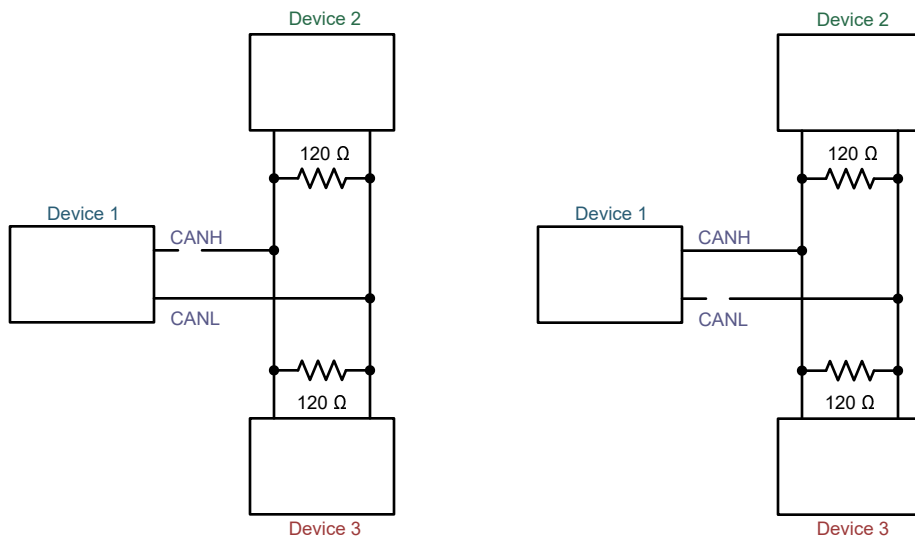 Device 2
120 Ω
Device 1
CANH
CANL
120 Ω
Device 3
Device 2
120 Ω
Device 1
CANH
CANL
120 Ω
Device 3